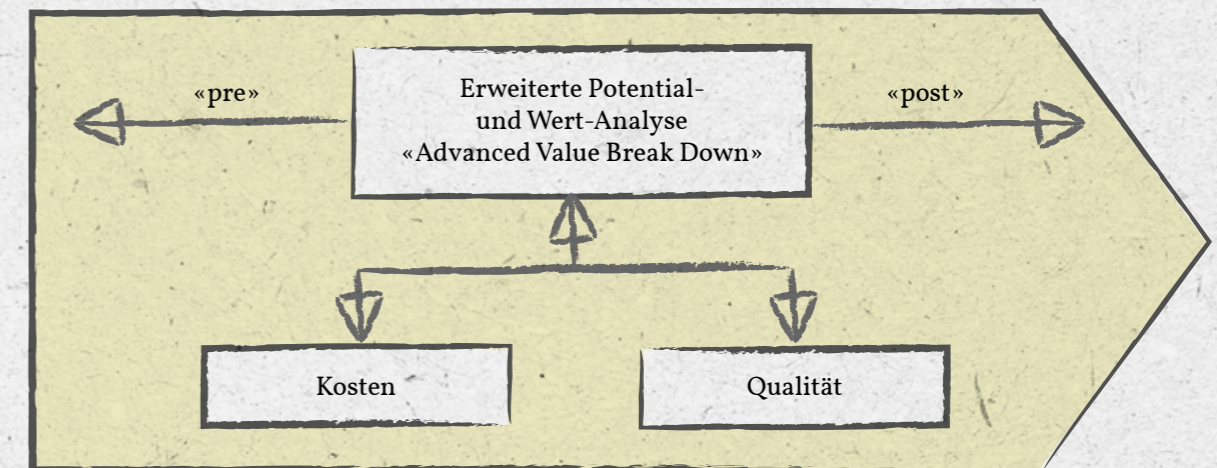 «pre»
Erweiterte Potential-
und Wert-Analyse
«Advanced Value Break Down»
«post»
Kosten
Qualität